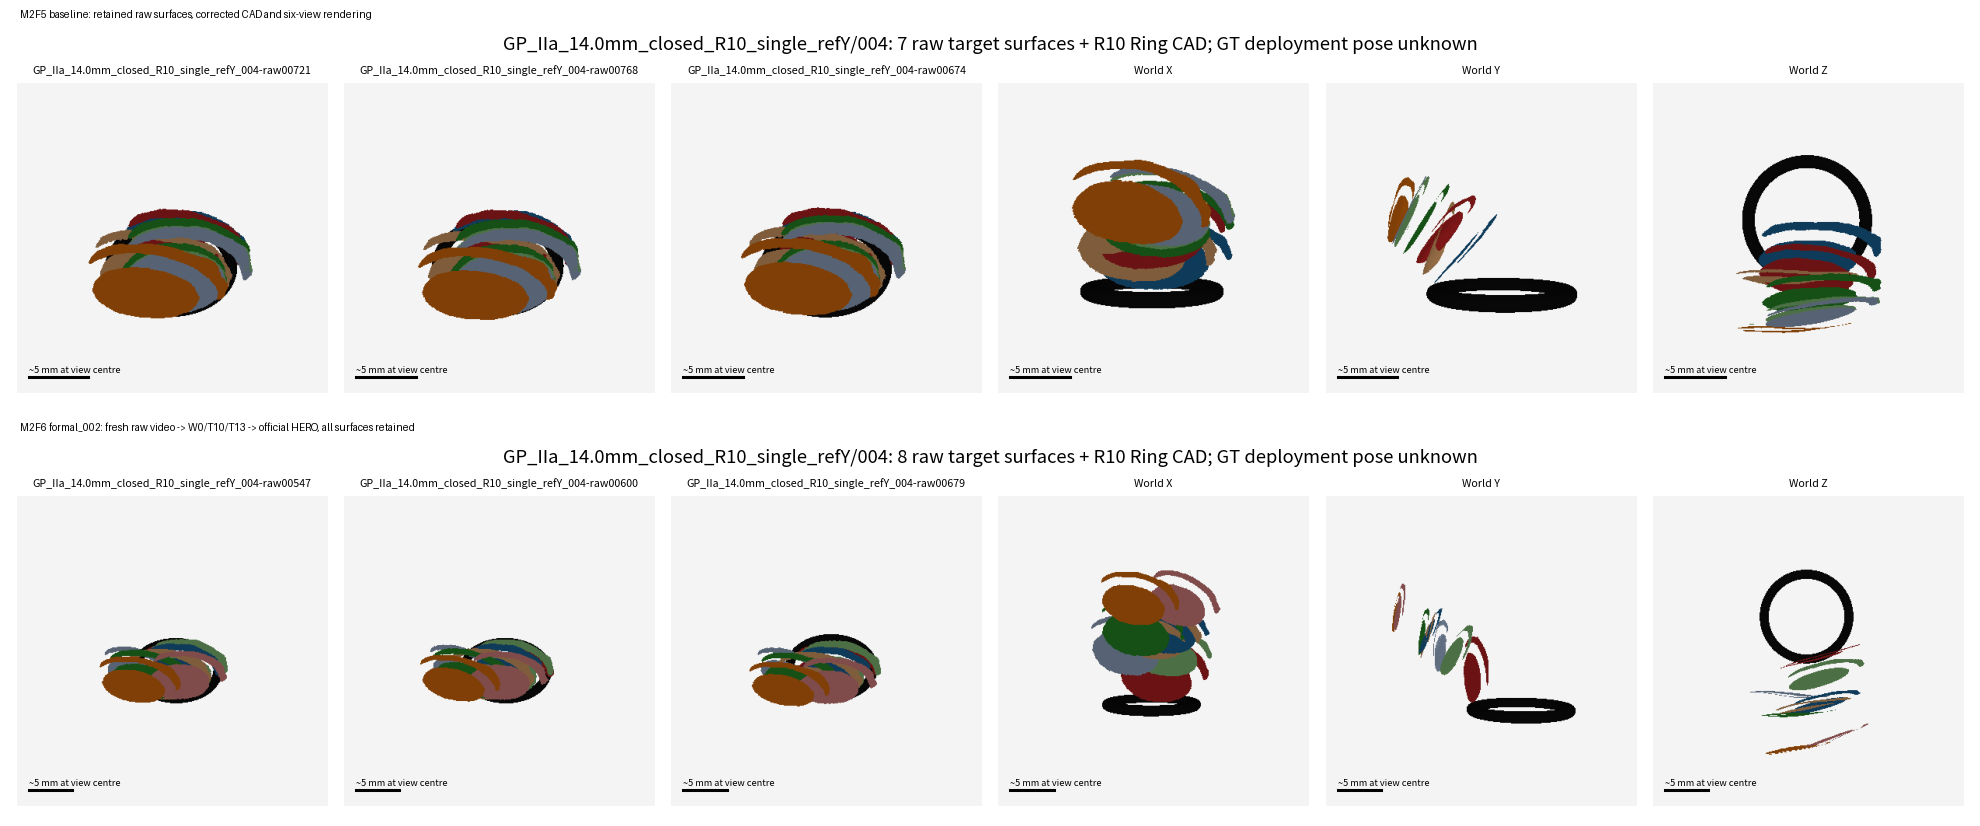 M2F5 baseline: retained raw surfaces, corrected CAD and six-view rendering
GP_IIa_14.0mm_closed_R10_single_refY/004: 7 raw target surfaces + R10 Ring CAD; GT deployment pose unknown
GP_IIa_14.0mm_closed_R10_single_refY_004-raw00721
GP_IIa_14.0mm_closed_R10_single_refY_004-raw00768
GP_IIa_14.0mm_closed_R10_single_refY_004-raw00674
World X
World Y
World Z
~5 mm at view centre
~5 mm at view centre
~5 mm at view centre
~5 mm at view centre
~5 mm at view centre
~5 mm at view centre
M2F6 formal_002: fresh raw video -> W0/T10/T13 -> official HERO, all surfaces retained
GP_IIa_14.0mm_closed_R10_single_refY/004: 8 raw target surfaces + R10 Ring CAD; GT deployment pose unknown
GP_IIa_14.0mm_closed_R10_single_refY_004-raw00547
GP_IIa_14.0mm_closed_R10_single_refY_004-raw00600
GP_IIa_14.0mm_closed_R10_single_refY_004-raw00679
World X
World Y
World Z
~5 mm at view centre
~5 mm at view centre
~5 mm at view centre
~5 mm at view centre
~5 mm at view centre
~5 mm at view centre